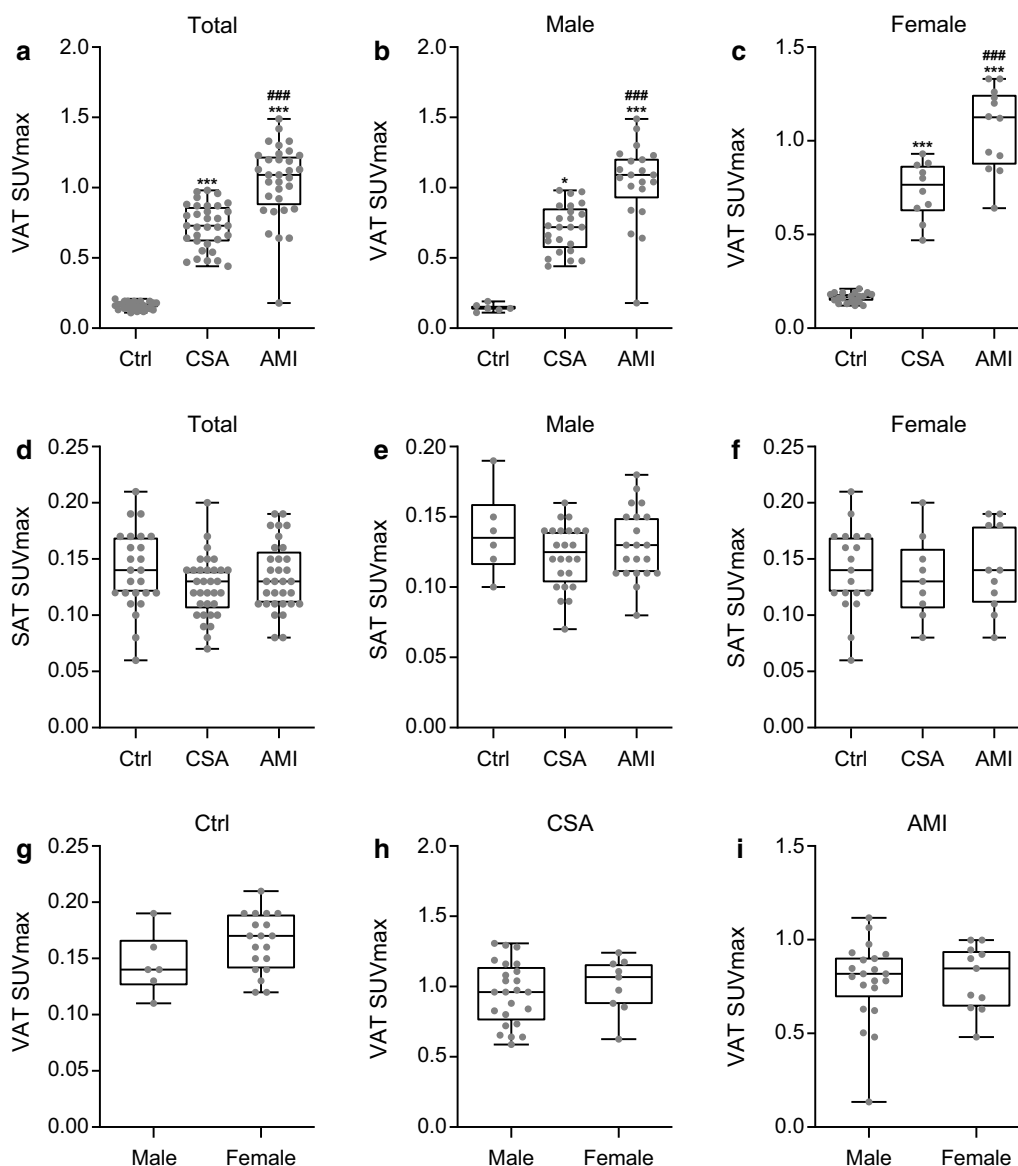 a
Total
VAT SUVmax
2.0
1.5
1.0
0.5
0.0
***
###
***
Ctrl CSA AMI
b
Male
VAT SUVmax
2.0
1.5
1.0
0.5
0.0
*
###
***
Ctrl CSA AMI
c
Female
VAT SUVmax
1.5
1.0
0.5
0.0
***
###
***
Ctrl CSA AMI
d
Total
SAT SUVmax
0.25
0.20
0.15
0.10
0.05
0.00
Ctrl CSA AMI
e
Male
SAT SUVmax
0.20
0.15
0.10
0.05
0.00
Ctrl CSA AMI
f
Female
SAT SUVmax
0.25
0.20
0.15
0.10
0.05
0.00
Ctrl CSA AMI
g
Ctrl
VAT SUVmax
0.25
0.20
0.15
0.10
0.05
0.00
Male Female
h
CSA
VAT SUVmax
2.0
1.5
1.0
0.5
0.0
Male Female
i
AMI
VAT SUVmax
1.5
1.0
0.5
0.0
Male Female